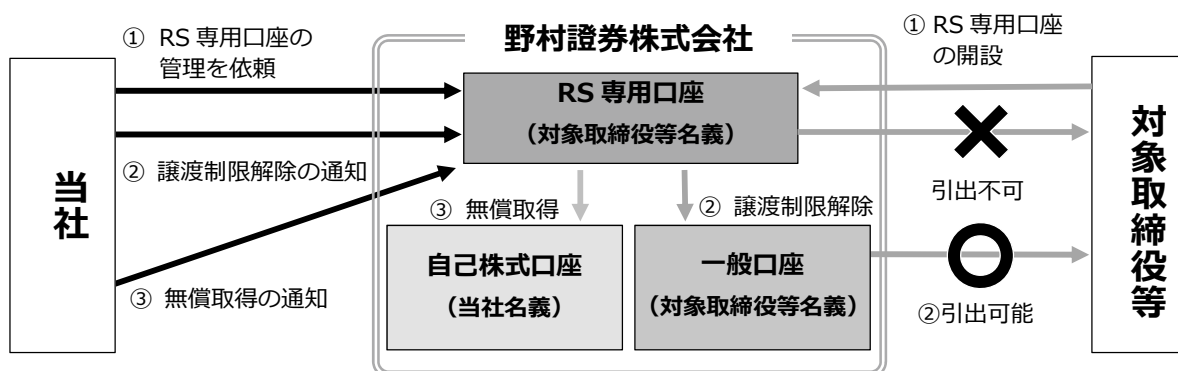 ① RS 専用口座の
管理を依頼
野村證券株式会社
① RS 専用口座
の開設
当社
RS 専用口座
（対象取締役等名義）
対象取締役等
② 譲渡制限解除の通知
引出不可
③ 無償取得
② 譲渡制限解除
自己株式口座
（当社名義）
一般口座
（対象取締役等名義）
③ 無償取得の通知
②引出可能